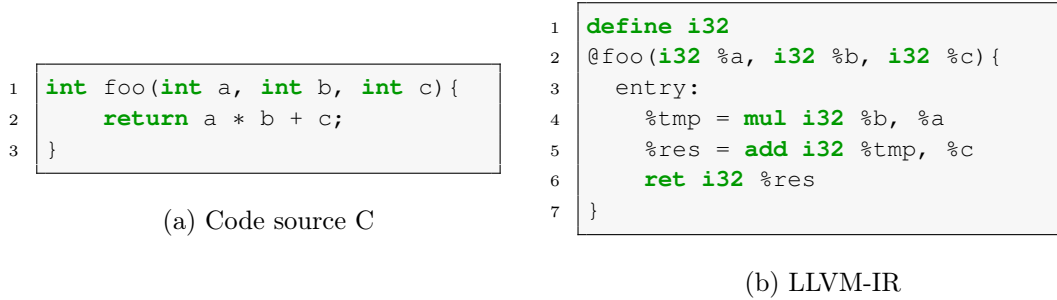 1 int foo(int a, int b, int c){
2     return a * b + c;
3 }
(a) Code source C
1 define i32
2 @foo(i32 %a, i32 %b, i32 %c){
3   entry:
4     %tmp = mul i32 %b, %a
5     %res = add i32 %tmp, %c
6     ret i32 %res
7 }
(b) LLVM-IR